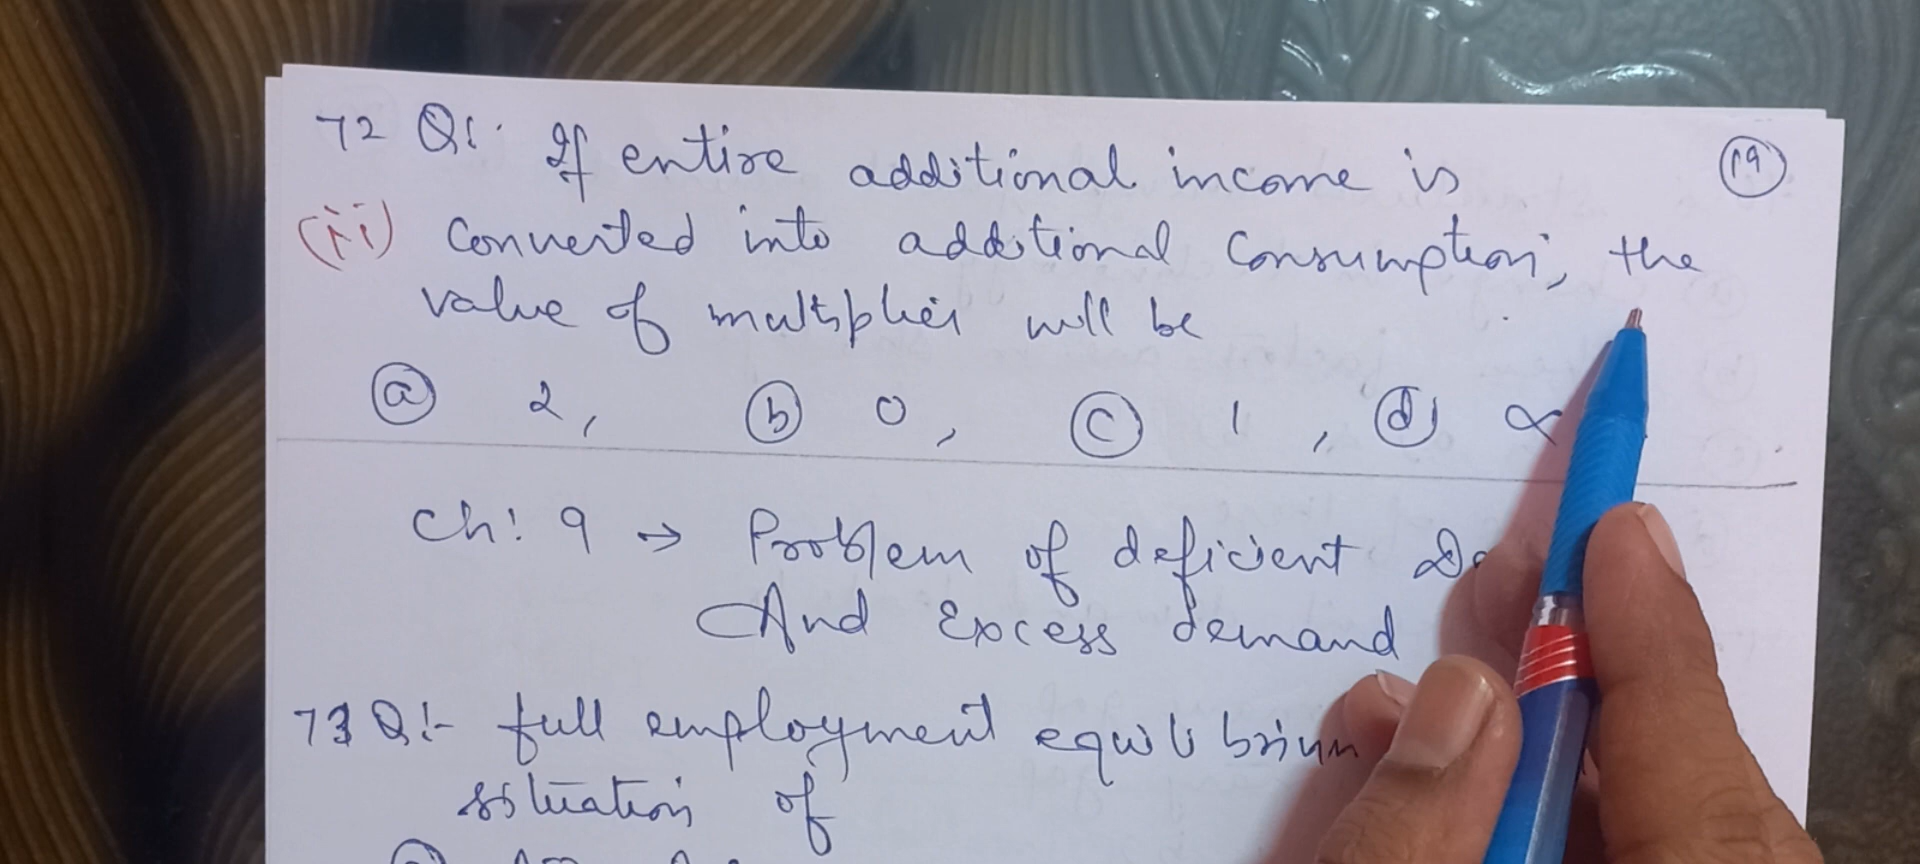 72 Q:. If entire additional income is
19
(ii) Converted into additional Consumption, the
value of multiplier will be
(a) 2, (b) 0, (c) 1, (d) ∝
Ch: 9 → Problem of deficient
And Excess demand
73 Q:- full employment equilibrium
situation of